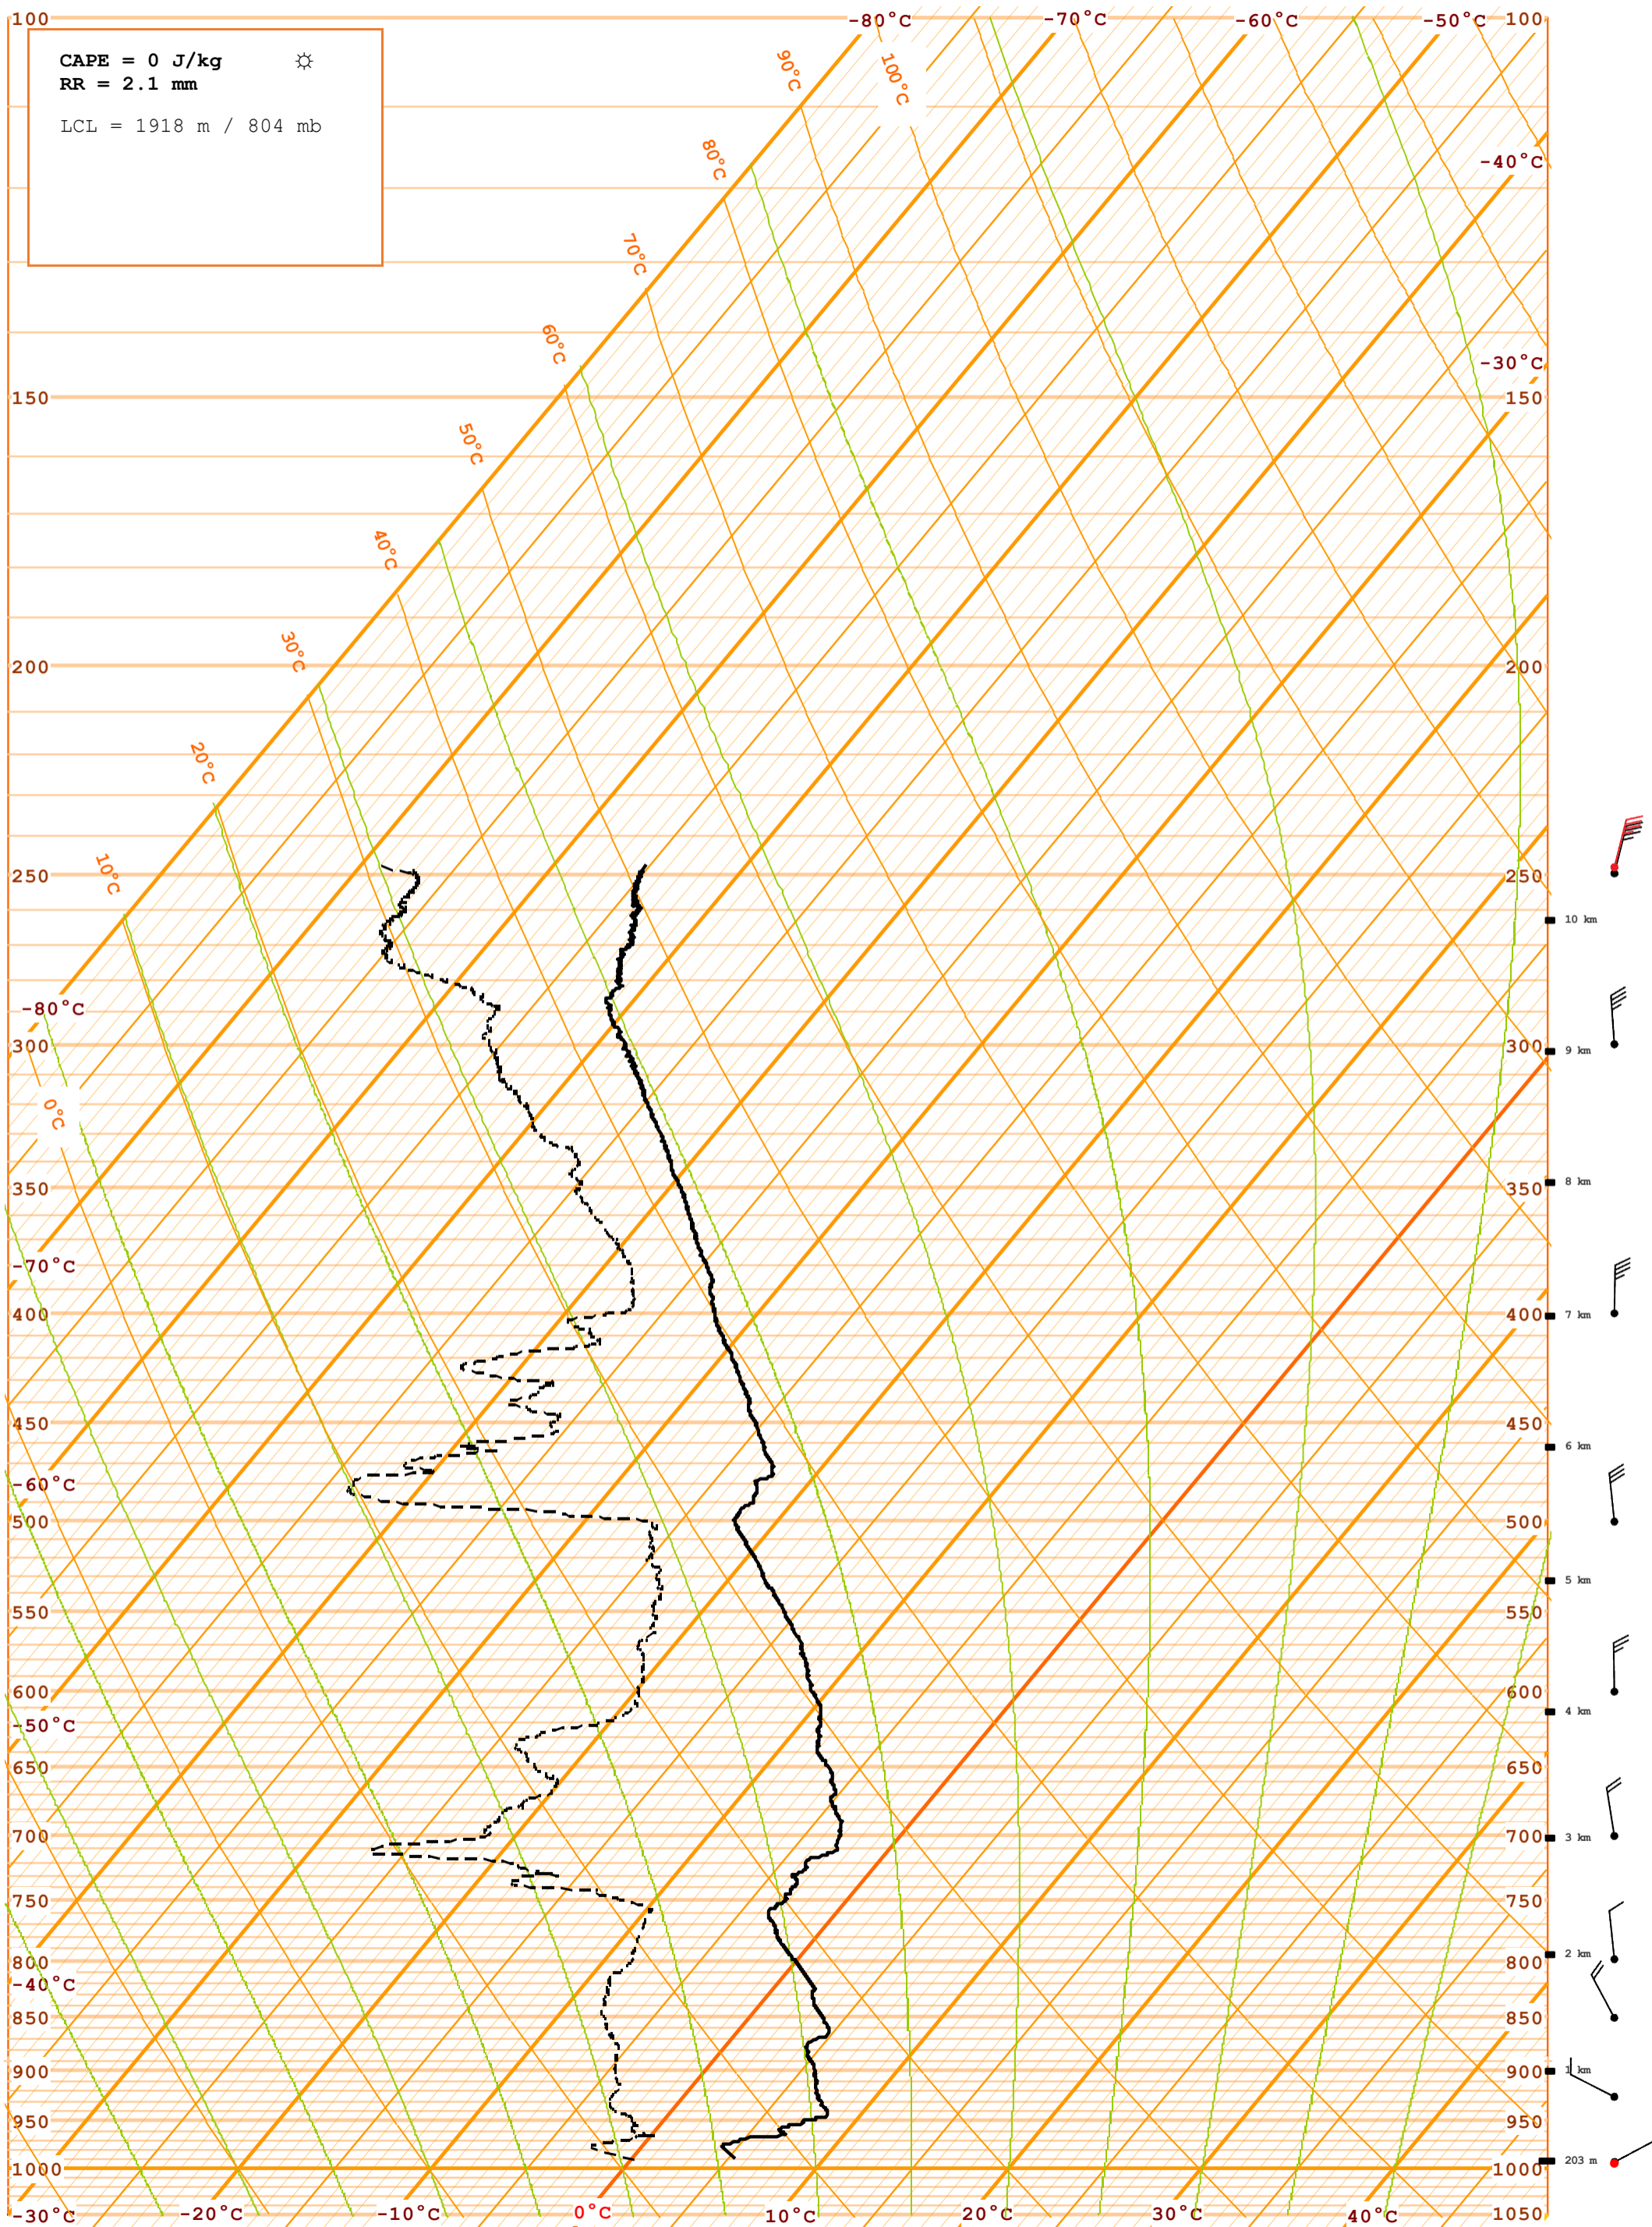 100 -80°C -70°C -60°C -50°C 100
CAPE = 0 J/kg ☼
RR = 2.1 mm
LCL = 1918 m / 804 mb
90°C 100°C
80°C -40°C
70°C
60°C -30°C
150 150
50°C
40°C
30°C
200 200
20°C
10°C
250 250
10 km
-80°C
300 300
9 km
0°C
350 350
8 km
-70°C
400 400
7 km
450 450
6 km
-60°C
500 500
5 km
550 550
600 600
4 km
-50°C
650 650
700 700
3 km
750 750
2 km
800 800
-40°C
850 850
900 900
1 km
950 950
203 m
1000 1000
-30°C -20°C -10°C 0°C 10°C 20°C 30°C 40°C 1050